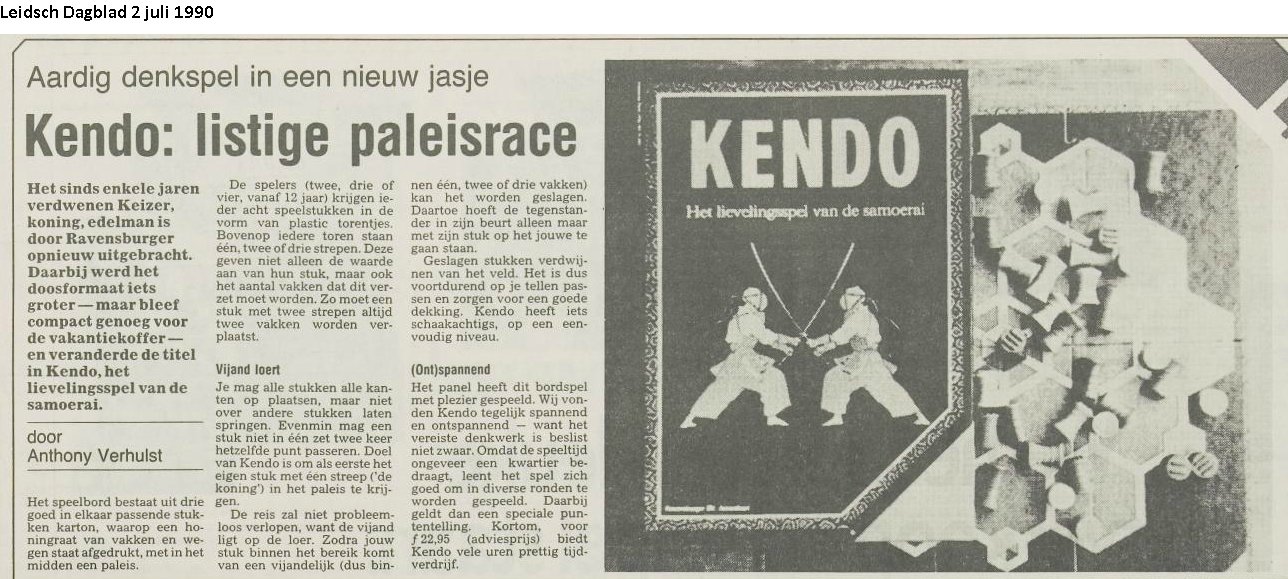 Leidsch Dagblad 2 juli 1990
Aardig denkspel in een nieuw jasje
Kendo: listige paleisrace
Het sinds enkele jaren
verdwenen Keizer,
koning, edelman is
door Ravensburger
opnieuw uitgebracht.
Daarbij werd het
doosformaat iets
groter — maar bleef
compact genoeg voor
de vakantiekoffer —
en veranderde de titel
in Kendo, het
lievelingsspel van de
samoerai.
door
Anthony Verhulst
Het speelbord bestaat uit drie
goed in elkaar passende stuk-
ken karton, waarop een ho-
ningraat van vakken en we-
gen staat afgedrukt, met in het
midden een paleis.
De spelers (twee, drie of
vier, vanaf 12 jaar) krijgen ie-
der acht speelstukken in de
vorm van plastic torentjes.
Bovenop iedere toren staan
één, twee of drie strepen. Deze
geven niet alleen de waarde
aan van hun stuk, maar ook
het aantal vakken dat dit ver-
zet moet worden. Zo moet een
stuk met twee strepen altijd
twee vakken worden ver-
plaatst.
Vijand loert
Je mag alle stukken alle kan-
ten op plaatsen, maar niet
over andere stukken laten
springen. Evenmin mag een
stuk niet in één zet twee keer
hetzelfde punt passeren. Doel
van Kendo is om als eerste het
eigen stuk met één streep ('de
koning') in het paleis te krij-
gen.
De reis zal niet probleem-
loos verlopen, want de vijand
ligt op de loer. Zodra jouw
stuk binnen het bereik komt
van een vijandelijk (dus bin-
nen één, twee of drie vakken)
kan het worden geslagen.
Daartoe hoeft de tegenstan-
der in zijn beurt alleen maar
met zijn stuk op het jouwe te
gaan staan.
Geslagen stukken verdwij-
nen van het veld. Het is dus
voortdurend op je tellen pas-
sen en zorgen voor een goede
dekking. Kendo heeft iets
schaakachtigs, op een een-
voudig niveau.
(Ont)spannend
Het panel heeft dit bordspel
met plezier gespeeld. Wij von-
den Kendo tegelijk spannend
en ontspannend — want het
vereiste denkwerk is beslist
niet zwaar. Omdat de speeltijd
ongeveer een kwartier be-
draagt, leent het spel zich
goed om in diverse ronden te
worden gespeeld. Daarbij
geldt dan een speciale pun-
tentelling. Kortom, voor
ƒ 22,95 (adviesprijs) biedt
Kendo vele uren prettig tijd-
verdrijf.
KENDO
Het lievelingsspel van de samoerai